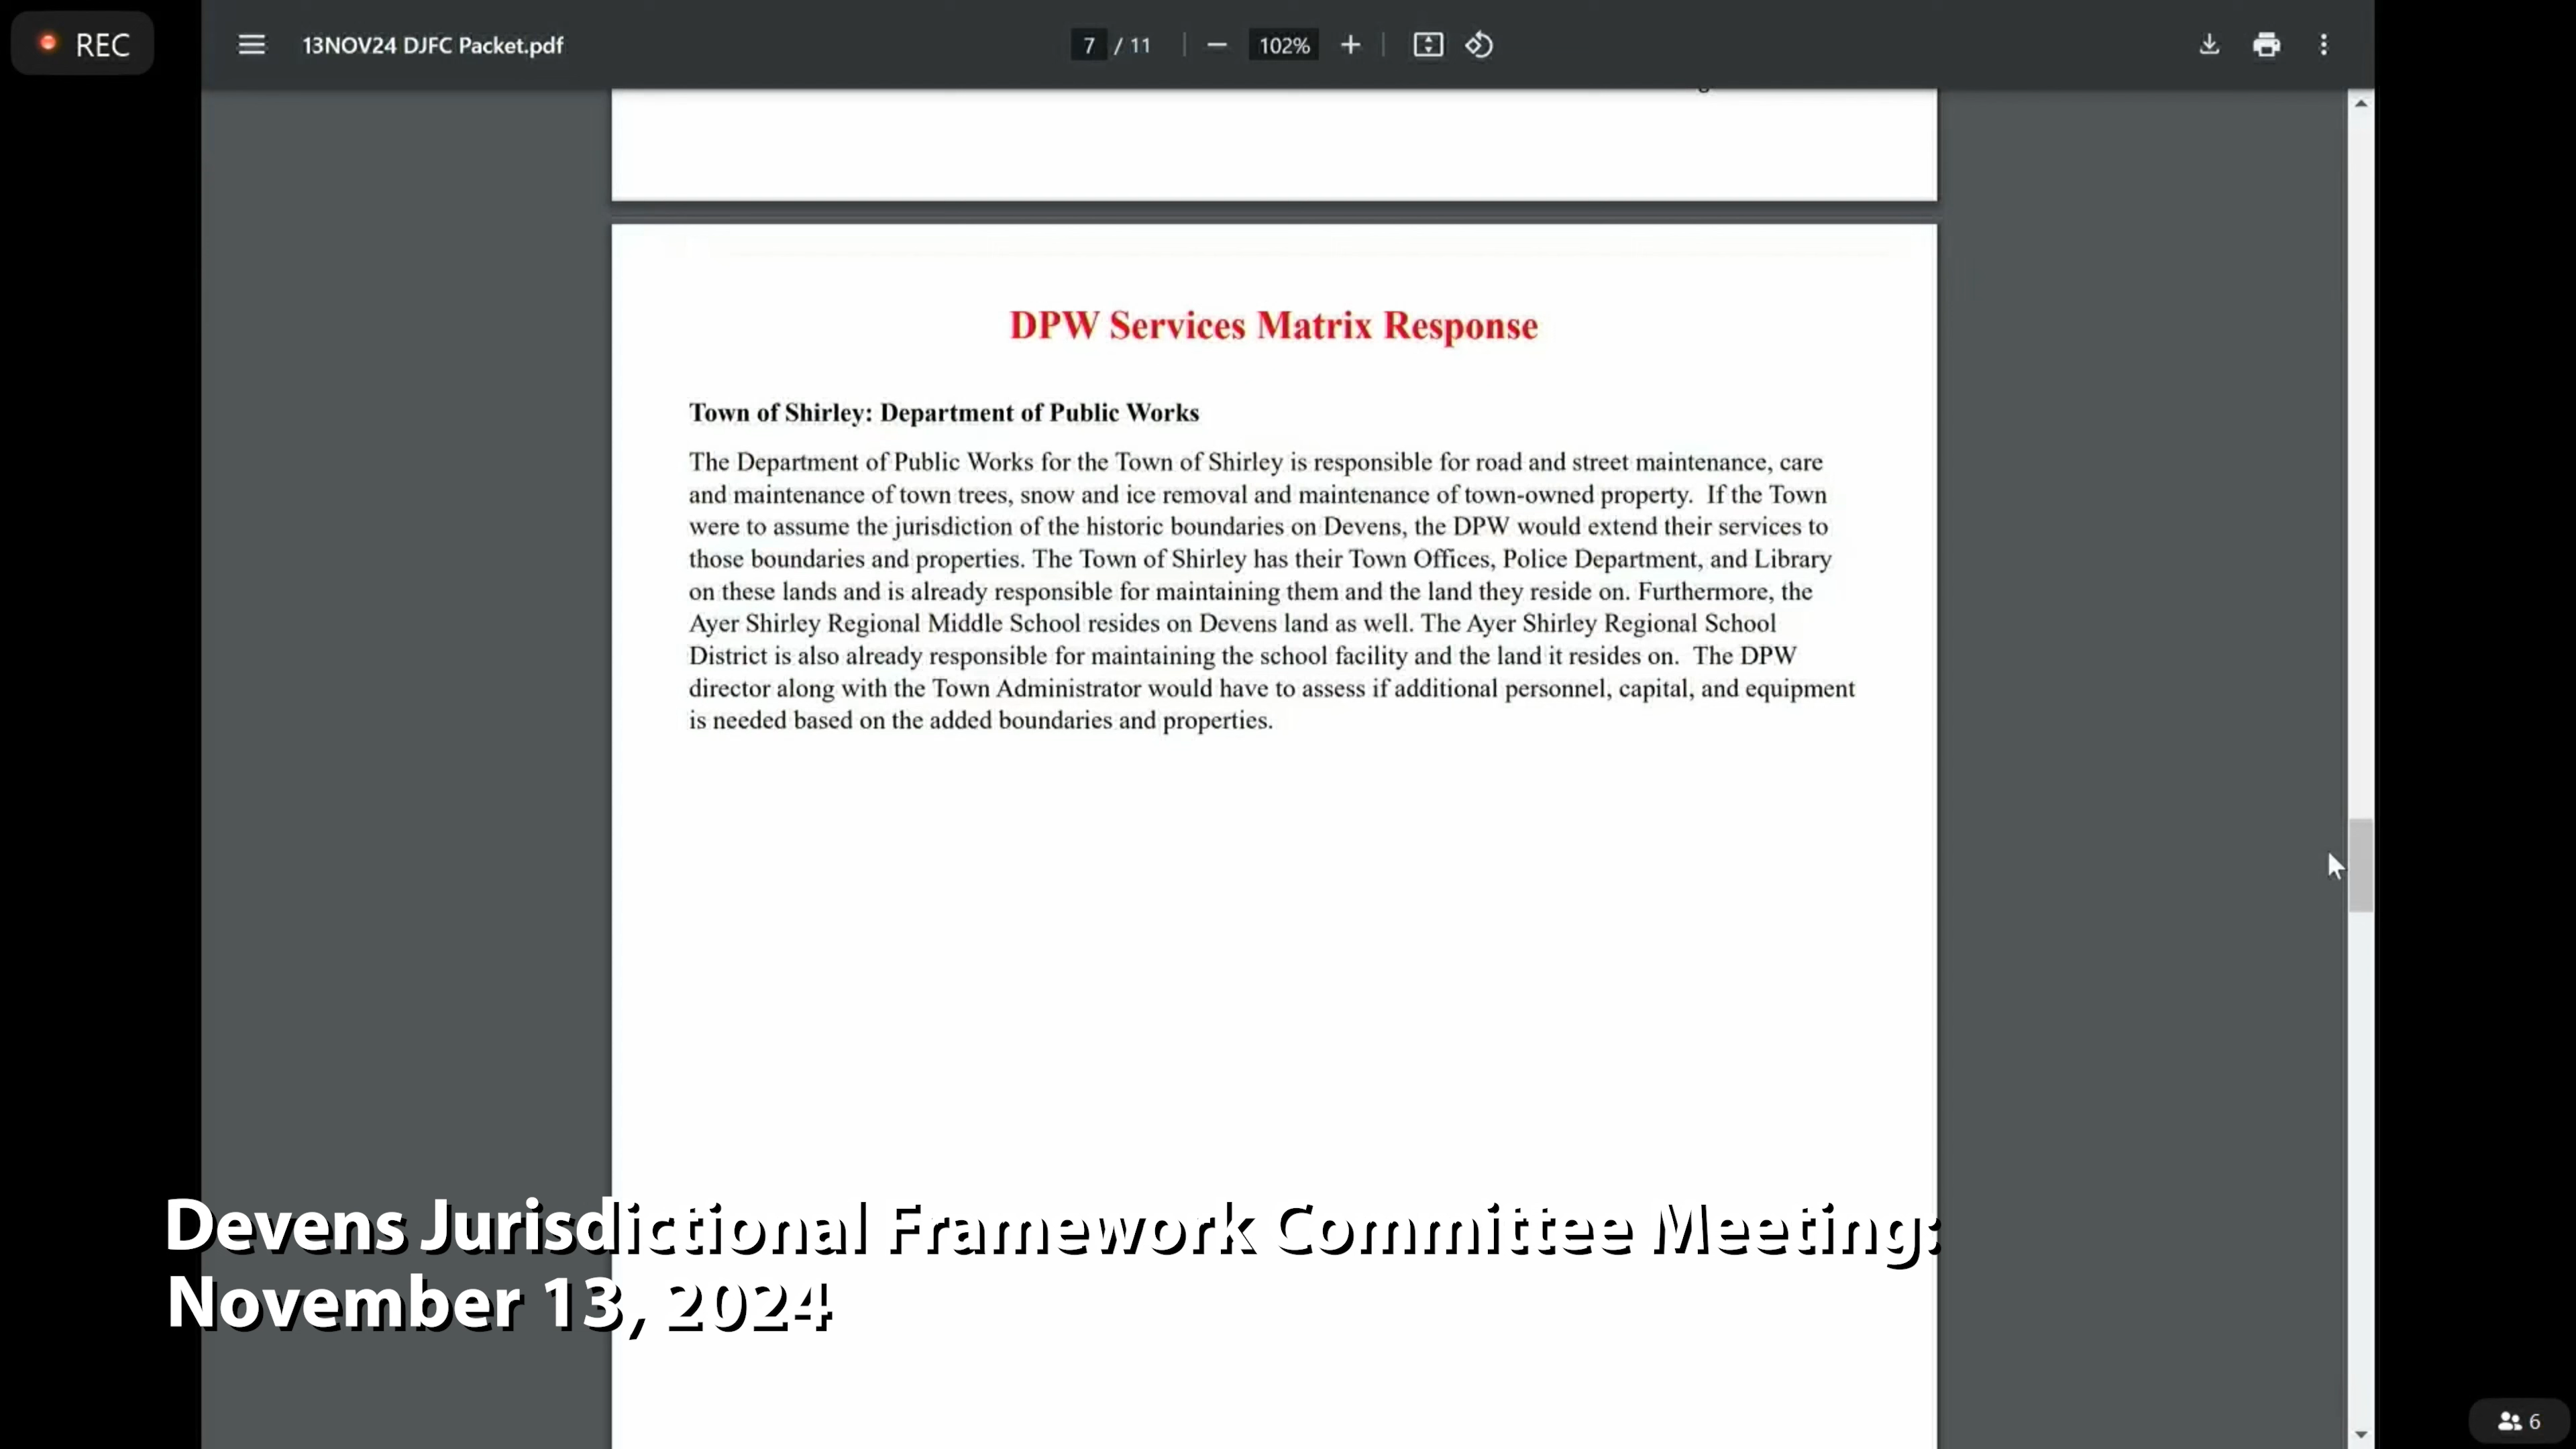 REC
13NOV24 DJFC Packet.pdf
7 / 11
102%
DPW Services Matrix Response
Town of Shirley: Department of Public Works
The Department of Public Works for the Town of Shirley is responsible for road and street maintenance, care
and maintenance of town trees, snow and ice removal and maintenance of town-owned property.  If the Town
were to assume the jurisdiction of the historic boundaries on Devens, the DPW would extend their services to
those boundaries and properties. The Town of Shirley has their Town Offices, Police Department, and Library
on these lands and is already responsible for maintaining them and the land they reside on. Furthermore, the
Ayer Shirley Regional Middle School resides on Devens land as well. The Ayer Shirley Regional School
District is also already responsible for maintaining the school facility and the land it resides on.  The DPW
director along with the Town Administrator would have to assess if additional personnel, capital, and equipment
is needed based on the added boundaries and properties.
Devens Jurisdictional Framework Committee Meeting:
November 13, 2024
6